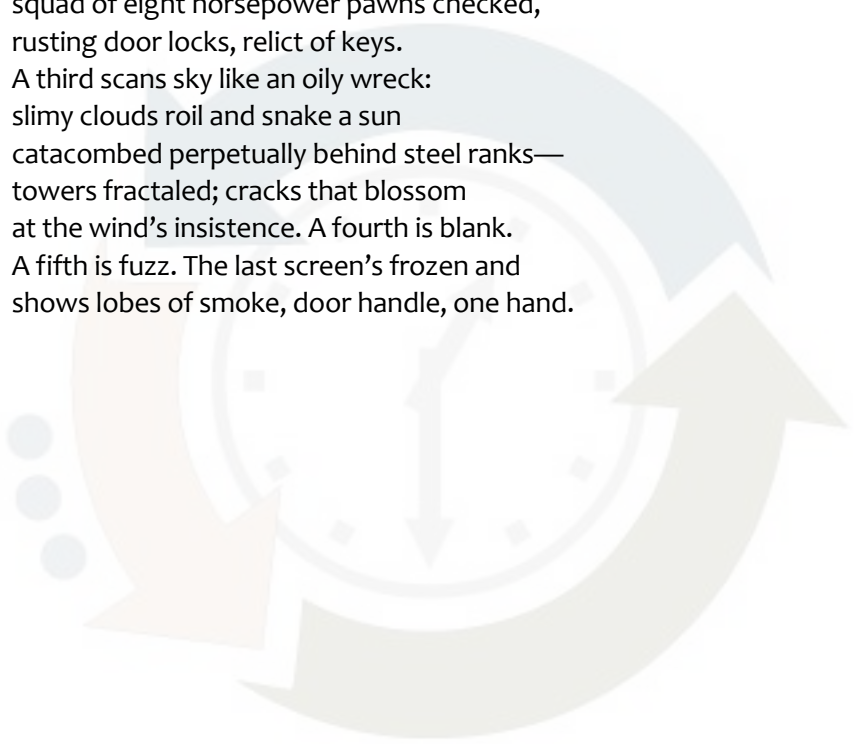 squad of eight horsepower pawns checked,
rusting door locks, relict of keys.
A third scans sky like an oily wreck:
slimy clouds roil and snake a sun
catacombed perpetually behind steel ranks—
towers fractaled; cracks that blossom
at the wind’s insistence. A fourth is blank.
A fifth is fuzz. The last screen’s frozen and
shows lobes of smoke, door handle, one hand.